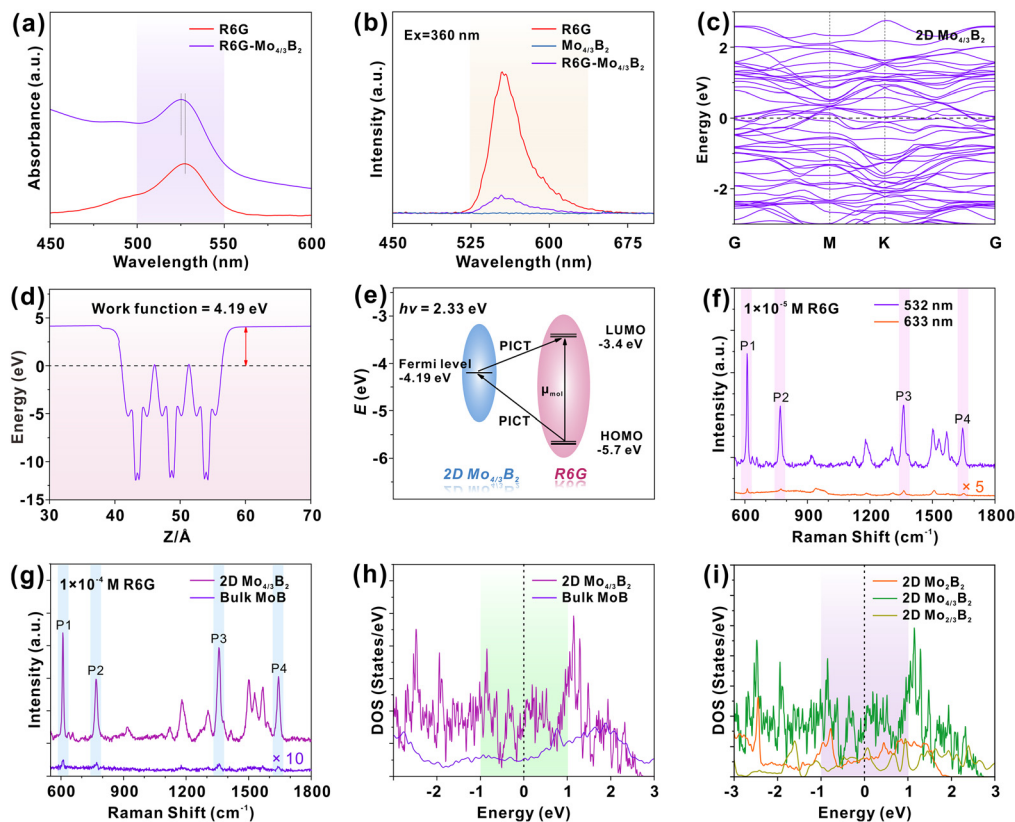 (a)
R6G
R6G-Mo4/3B2
Absorbance (a.u.)
450 500 550 600
Wavelength (nm)
(b)
Ex=360 nm
R6G
Mo4/3B2
R6G-Mo4/3B2
Intensity (a.u.)
450 525 600 675
Wavelength (nm)
(c)
2D Mo4/3B2
Energy (eV)
2
0
-2
G M K G
(d)
Work function = 4.19 eV
Energy (eV)
5
0
-5
-10
-15
30 40 50 60 70
Z/Å
(e)
hν = 2.33 eV
E (eV)
-3
-4
-5
-6
LUMO
-3.4 eV
PICT
Fermi level
-4.19 eV
μmol
PICT
HOMO
-5.7 eV
2D Mo4/3B2
R6G
(f)
1×10-5 M R6G
532 nm
633 nm
P1
P2
P3
P4
× 5
Intensity (a.u.)
600 900 1200 1500 1800
Raman Shift (cm-1)
(g)
1×10-4 M R6G
2D Mo4/3B2
Bulk MoB
P1
P2
P3
P4
× 10
Intensity (a.u.)
600 900 1200 1500 1800
Raman Shift (cm-1)
(h)
2D Mo4/3B2
Bulk MoB
DOS (States/eV)
-2 -1 0 1 2 3
Energy (eV)
(i)
2D Mo2B2
2D Mo4/3B2
2D Mo2/3B2
DOS (States/eV)
-3 -2 -1 0 1 2 3
Energy (eV)